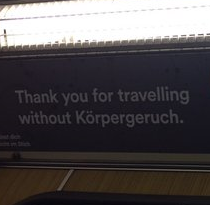 Thank you for travelling
without Körpergeruch.